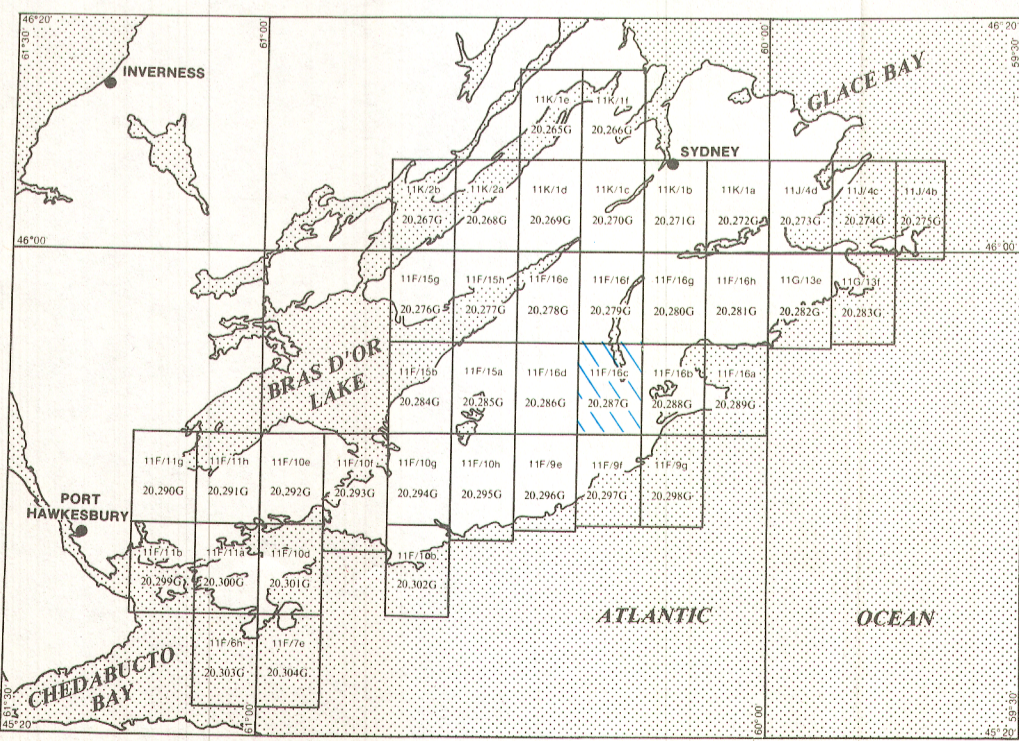 46°20'
61°30'
61°00'
60°00'
46°20'
59°30'
INVERNESS
GLACE BAY
11K/1e
11K/1f
20,265G
20,266G
SYDNEY
11K/2b
11K/2a
11K/1d
11K/1c
11K/1b
11K/1a
11J/4d
11J/4c
11J/4b
20,267G
20,268G
20,269G
20,270G
20,271G
20,272G
20,273G
20,274G
20,275G
46°00'
46°00'
11F/15g
11F/15h
11F/16e
11F/16f
11F/16g
11F/16h
11G/13e
11G/13f
20,276G
20,277G
20,278G
20,279G
20,280G
20,281G
20,282G
20,283G
BRAS D'OR
LAKE
11F/15b
11F/15a
11F/16d
11F/16c
11F/16b
11F/16a
20,284G
20,285G
20,286G
20,287G
20,288G
20,289G
11F/11g
11F/11h
11F/10e
11F/10f
11F/10g
11F/10h
11F/9e
11F/9f
11F/9g
20,290G
20,291G
20,292G
20,293G
20,294G
20,295G
20,296G
20,297G
20,298G
PORT
HAWKESBURY
11F/11b
11F/11a
11F/10d
11F/10b
20,299G
20,300G
20,301G
20,302G
ATLANTIC
OCEAN
11F/6h
11F/7e
20,303G
20,304G
CHEDABUCTO
BAY
61°30'
45°20'
61°00'
60°00'
59°30'
45°20'